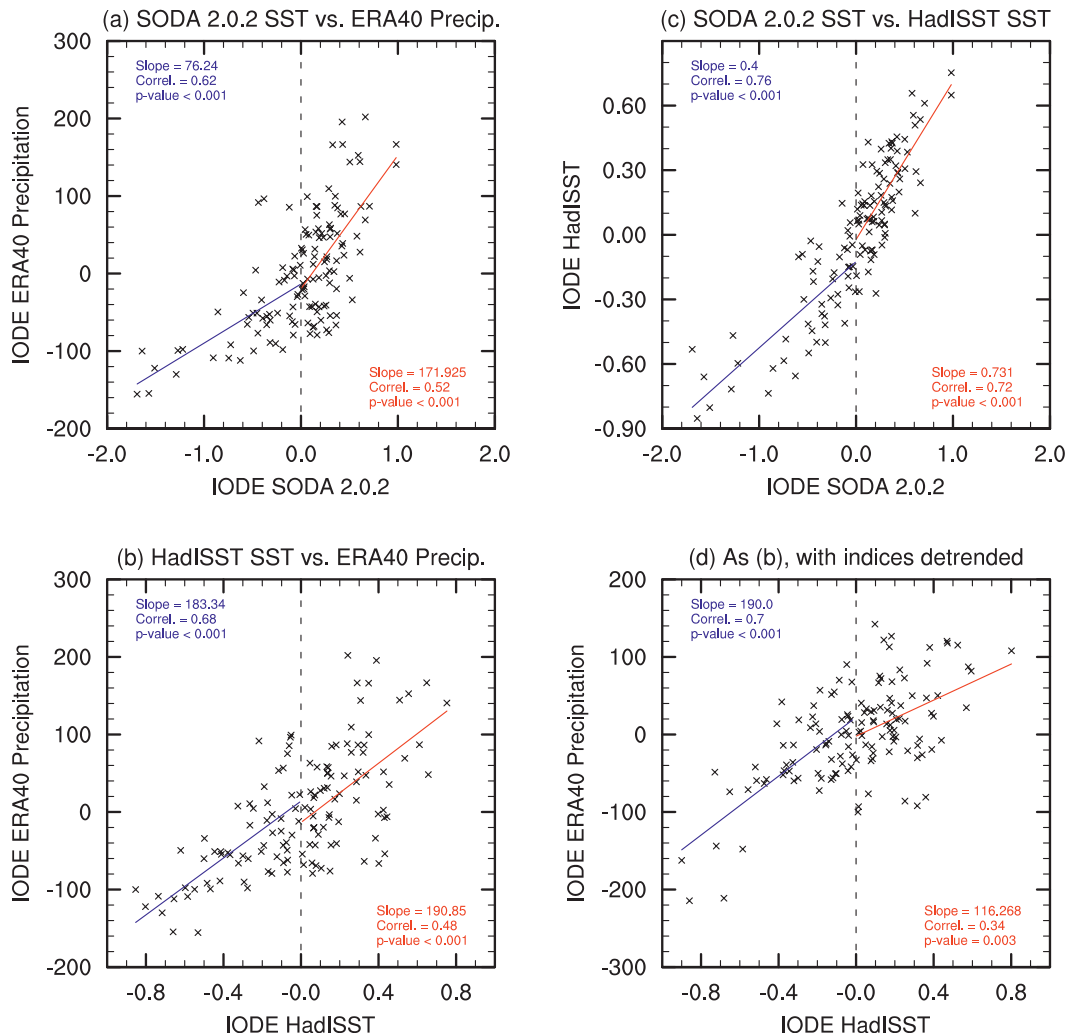 (a) SODA 2.0.2 SST vs. ERA40 Precip.
300
200
100
0
-100
-200
IODE ERA40 Precipitation
Slope = 76.24
Correl. = 0.62
p-value < 0.001
Slope = 171.925
Correl. = 0.52
p-value < 0.001
-2.0 -1.0 0.0 1.0 2.0
IODE SODA 2.0.2
(c) SODA 2.0.2 SST vs. HadISST SST
0.60
0.30
0.00
-0.30
-0.60
-0.90
IODE HadISST
Slope = 0.4
Correl. = 0.76
p-value < 0.001
Slope = 0.731
Correl. = 0.72
p-value < 0.001
-2.0 -1.0 0.0 1.0 2.0
IODE SODA 2.0.2
(b) HadISST SST vs. ERA40 Precip.
300
200
100
0
-100
-200
IODE ERA40 Precipitation
Slope = 183.34
Correl. = 0.68
p-value < 0.001
Slope = 190.85
Correl. = 0.48
p-value < 0.001
-0.8 -0.4 -0.0 0.4 0.8
IODE HadISST
(d) As (b), with indices detrended
200
100
0
-100
-200
-300
IODE ERA40 Precipitation
Slope = 190.0
Correl. = 0.7
p-value < 0.001
Slope = 116.268
Correl. = 0.34
p-value = 0.003
-0.8 -0.4 -0.0 0.4 0.8
IODE HadISST